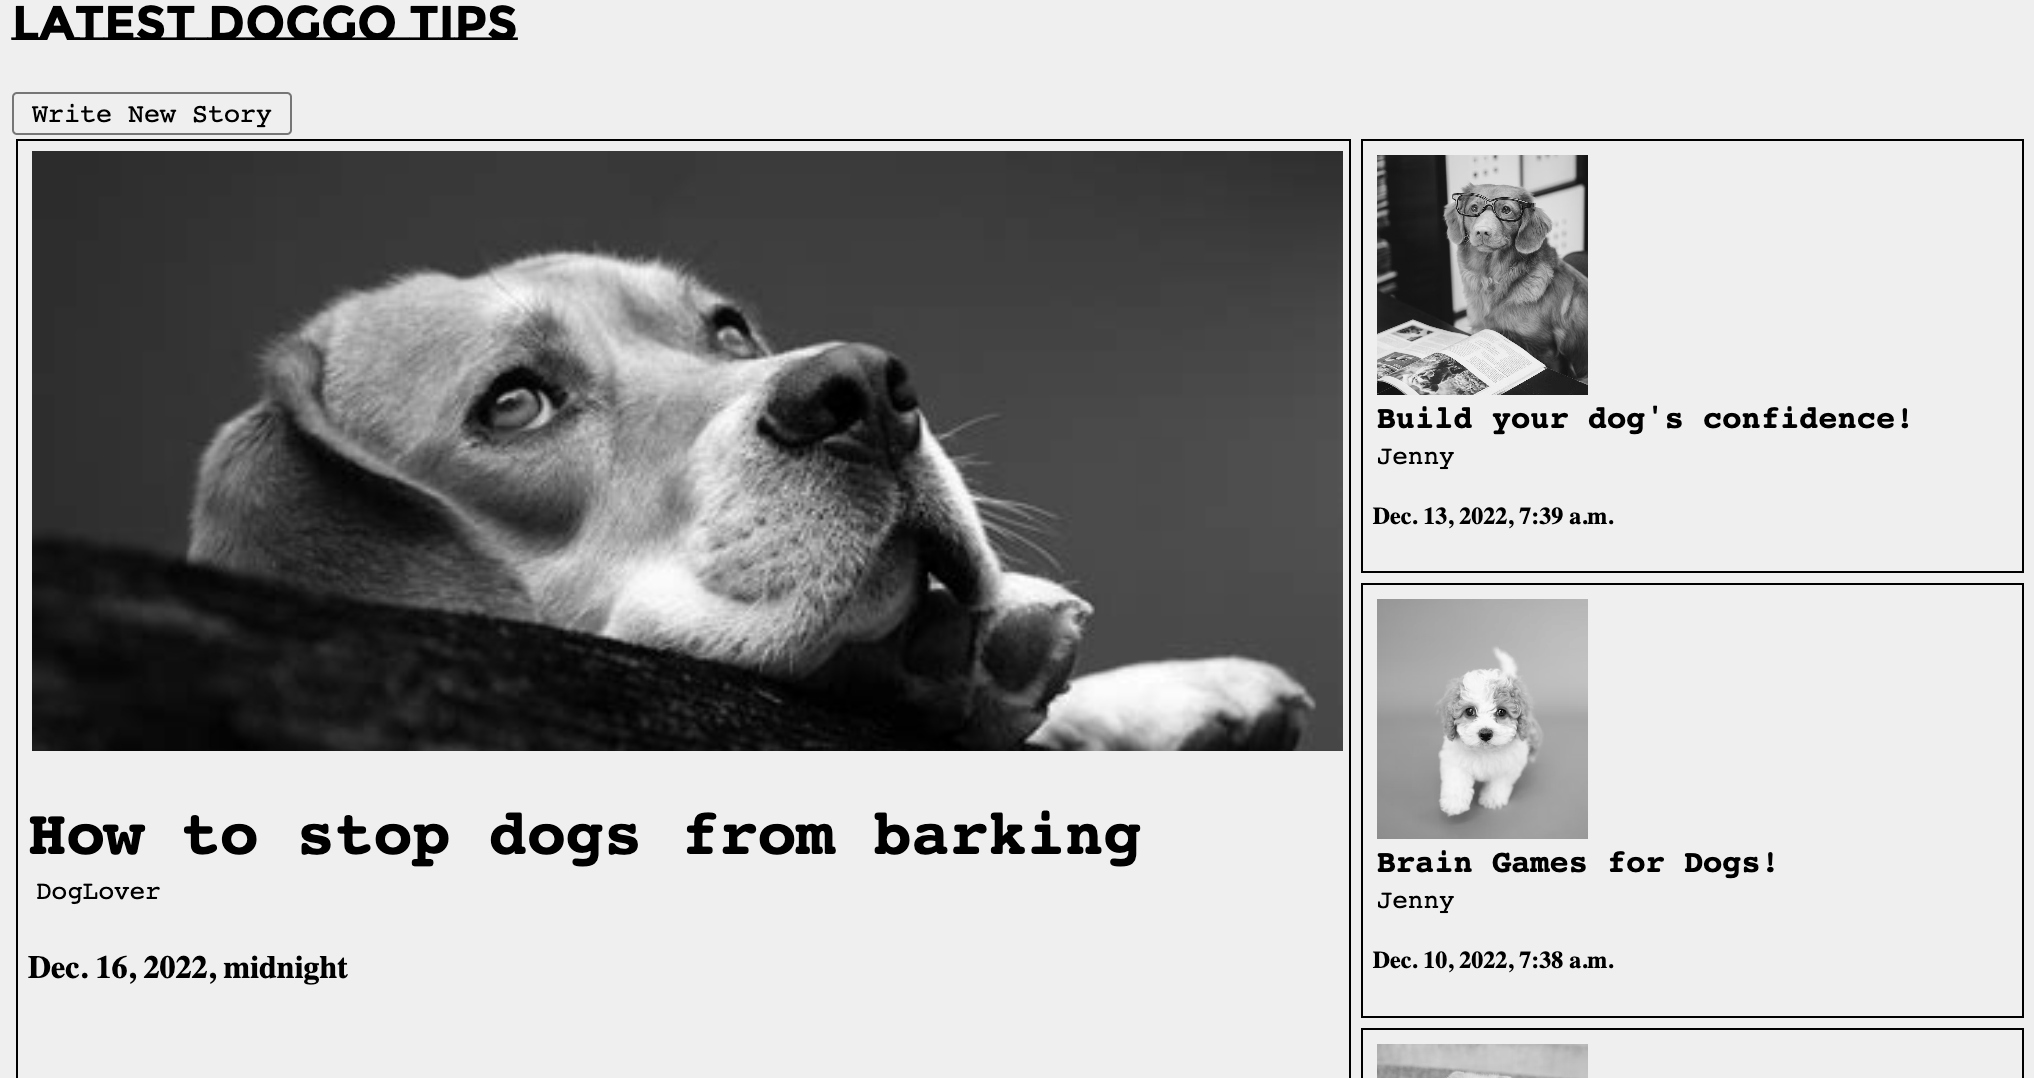 LATEST DOGGO TIPS
Write New Story
How to stop dogs from barking
DogLover
Dec. 16, 2022, midnight
Build your dog's confidence!
Jenny
Dec. 13, 2022, 7:39 a.m.
Brain Games for Dogs!
Jenny
Dec. 10, 2022, 7:38 a.m.